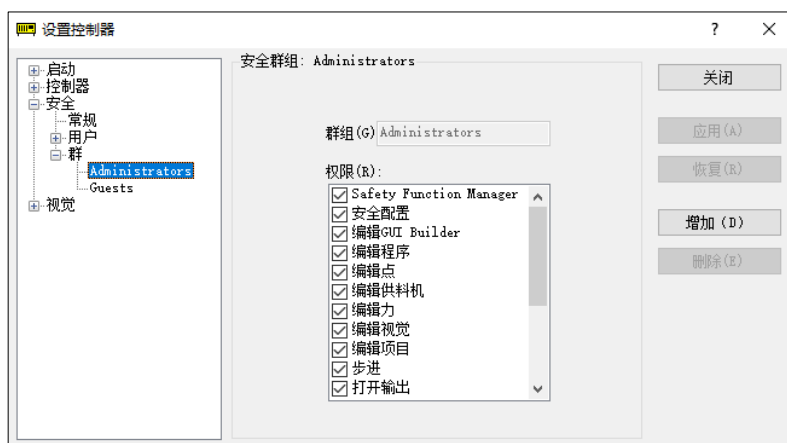 设置控制器
启动
控制器
安全
常规
用户
群
Administrators
Guests
视觉
安全群组: Administrators
群组(G) Administrators
权限(R):
Safety Function Manager
安全配置
编辑GUI Builder
编辑程序
编辑点
编辑供料机
编辑力
编辑视觉
编辑项目
步进
打开输出
关闭
应用(A)
恢复(R)
增加 (D)
删除(E)